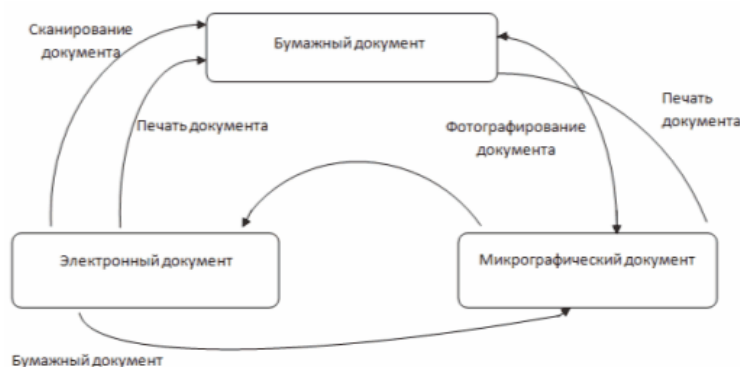 Сканирование
документа
Бумажный документ
Печать документа
Фотографирование
документа
Печать
документа
Электронный документ
Микрографический документ
Бумажный документ